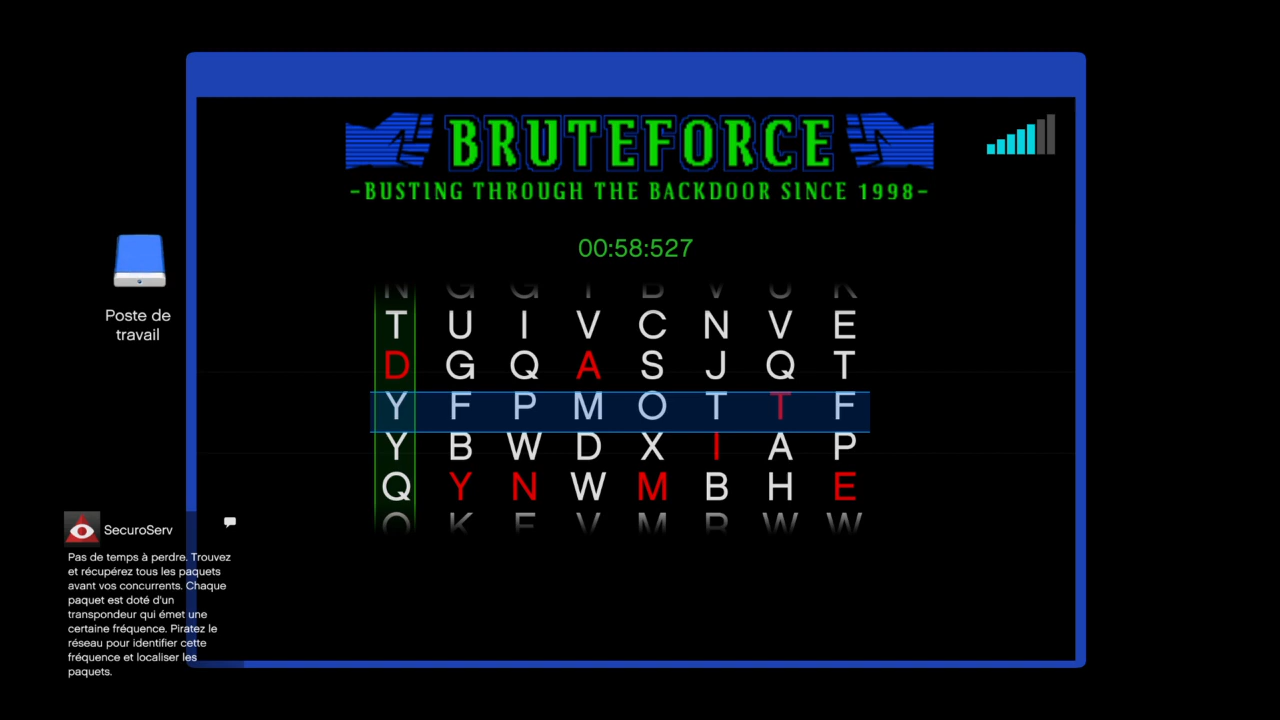 BRUTEFORCE
-BUSTING THROUGH THE BACKDOOR SINCE 1998-
00:58:527
T U I V C N V E
D G Q A S J Q T
Y F P M O T T F
Y B W D X I A P
Q Y N W M B H E
Poste de
travail
SecuroServ
Pas de temps à perdre. Trouvez
et récupérez tous les paquets
avant vos concurrents. Chaque
paquet est doté d'un
transpondeur qui émet une
certaine fréquence. Piratez le
réseau pour identifier cette
fréquence et localiser les
paquets.